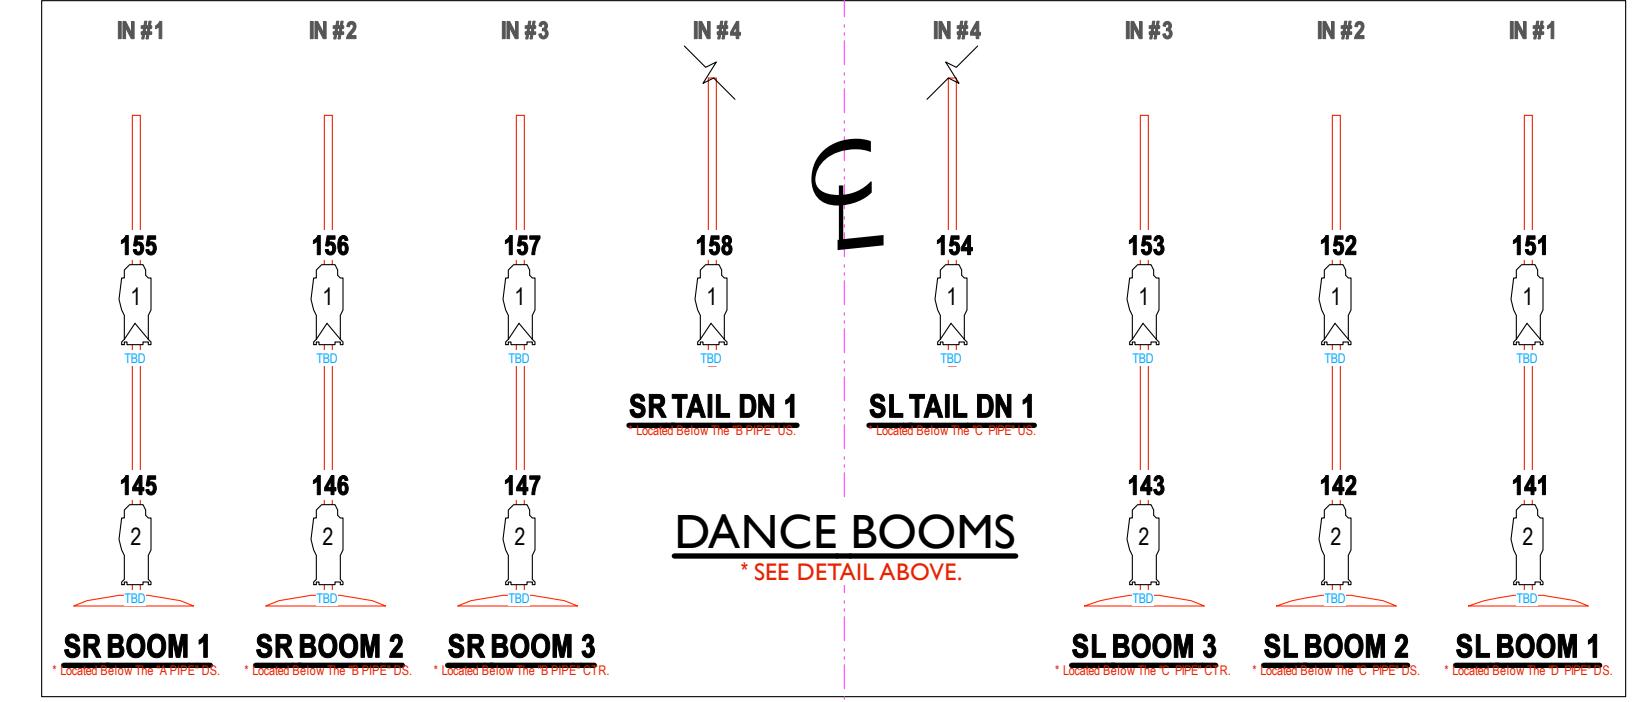 IN #1 IN #2 IN #3 IN #4 IN #4 IN #3 IN #2 IN #1
CL
155 156 157 158 154 153 152 151
1 1 1 1 1 1 1 1
TBD TBD TBD TBD TBD TBD TBD TBD
SR TAIL DN 1 SL TAIL DN 1
* Located Below The "B PIPE" US. * Located Below The "C PIPE" US.
145 146 147 143 142 141
DANCE BOOMS
2 2 2 2 2 2
* SEE DETAIL ABOVE.
TBD TBD TBD TBD TBD TBD
SR BOOM 1 SR BOOM 2 SR BOOM 3 SL BOOM 3 SL BOOM 2 SL BOOM 1
* Located Below The "A PIPE" DS. * Located Below The "B PIPE" DS. * Located Below The "B PIPE" CTR. * Located Below The "C PIPE" CTR. * Located Below The "C PIPE" DS. * Located Below The "D PIPE" DS.